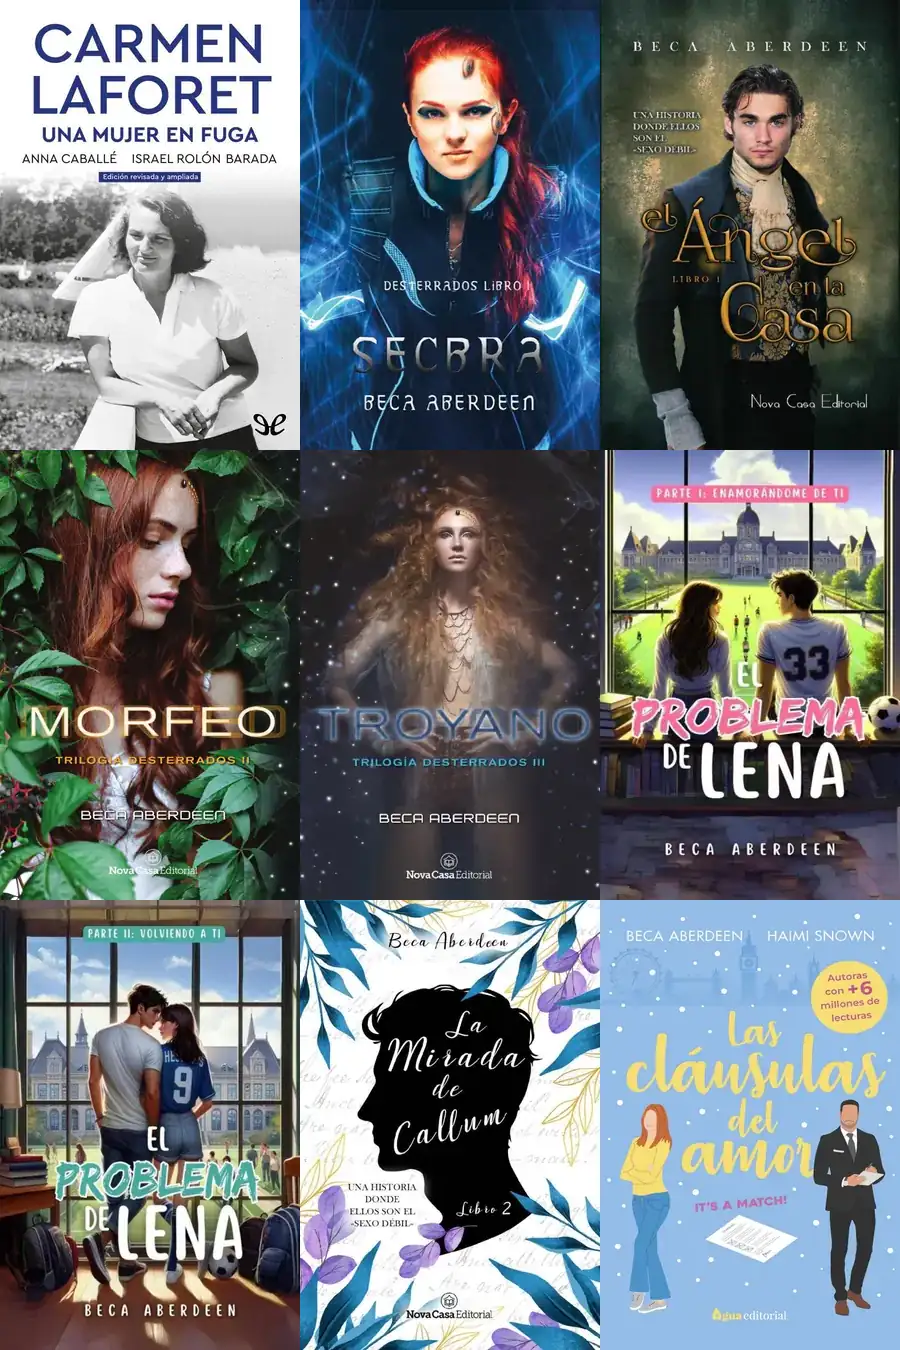 CARMEN
LAFORET
UNA MUJER EN FUGA
ANNA CABALLÉ ISRAEL ROLÓN BARADA
Edición revisada y ampliada
DESTERRADOS LIBRO I
SECBRA
BECA ABERDEEN
BECA ABERDEEN
UNA HISTORIA
DONDE ELLOS
SON EL
-SEXO DÉBIL-
el Ángel
LIBRO 1
en la
Casa
Nova Casa Editorial
MORFEO
TRILOGÍA DESTERRADOS II
BECA ABERDEEN
Nova Casa Editorial
TROYANO
TRILOGÍA DESTERRADOS III
BECA ABERDEEN
Nova Casa Editorial
PARTE I: ENAMORÁNDOME DE TI
33
EL
PROBLEMA
DE LENA
BECA ABERDEEN
PARTE II: VOLVIENDO A TI
9
EL
PROBLEMA
DE LENA
BECA ABERDEEN
Beca Aberdeen
La
Mirada
de
Callum
UNA HISTORIA
DONDE
ELLOS SON EL
-SEXO DÉBIL-
Libro 2
Nova Casa Editorial
BECA ABERDEEN HAIMI SNOWN
Autoras
con +6
millones de
lecturas
Las
cláusulas
del
amor
IT'S A MATCH!
Agua editorial